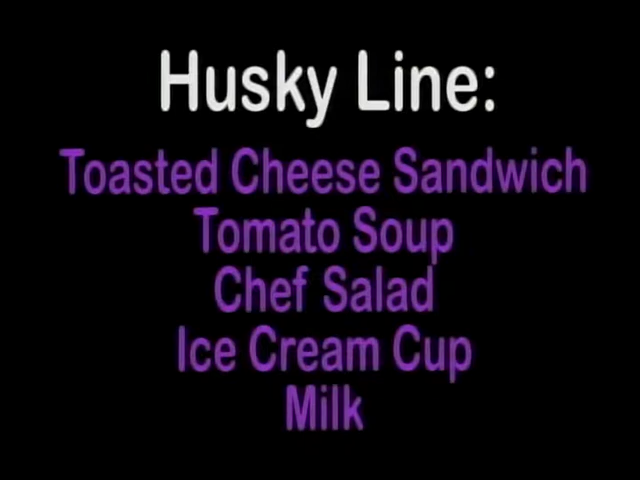 Husky Line:
Toasted Cheese Sandwich
Tomato Soup
Chef Salad
Ice Cream Cup
Milk